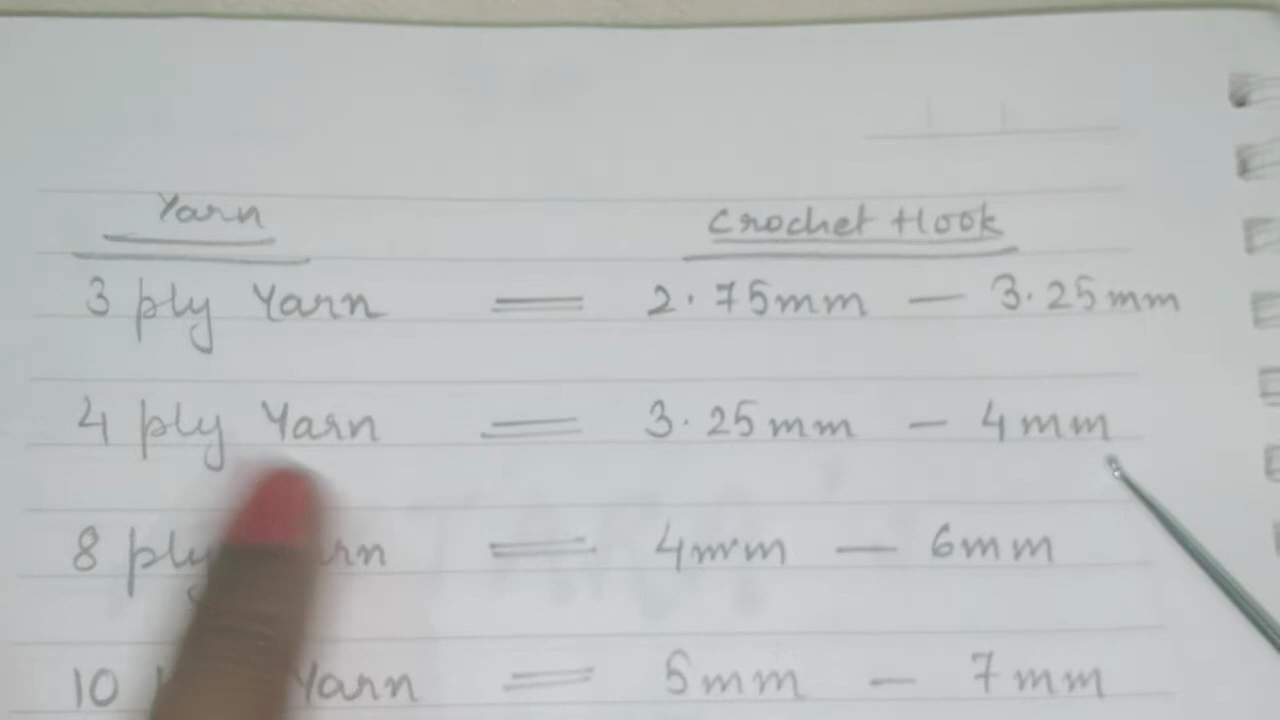 Yarn Crochet Hook
3 ply Yarn = 2.75mm - 3.25mm
4 ply Yarn = 3.25mm - 4mm
8 ply = 4mm - 6mm
10 Yarn = 5mm - 7mm